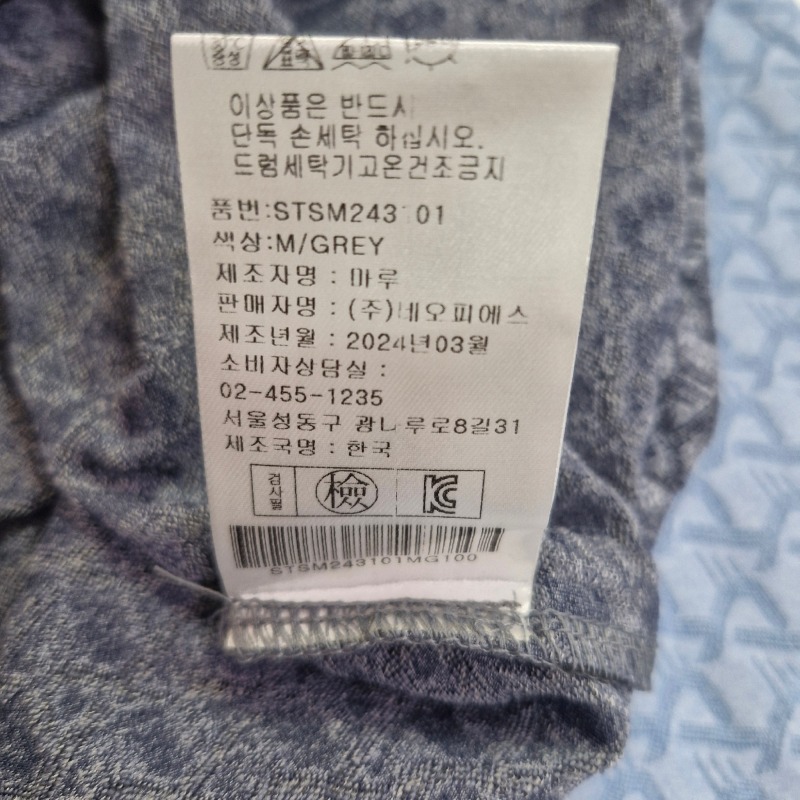 중성
이상품은 반드시
단독 손세탁 하십시오.
드럼세탁기고온건조금지
품번:STSM243101
색상:M/GREY
제조자명 : 마루
판매자명 : (주)네오피에스
제조년월 : 2024년03월
소비자상담실 :
02-455-1235
서울성동구 광나루로8길31
제조국명 : 한국
검사필 檢 KC
STSM243101MG100